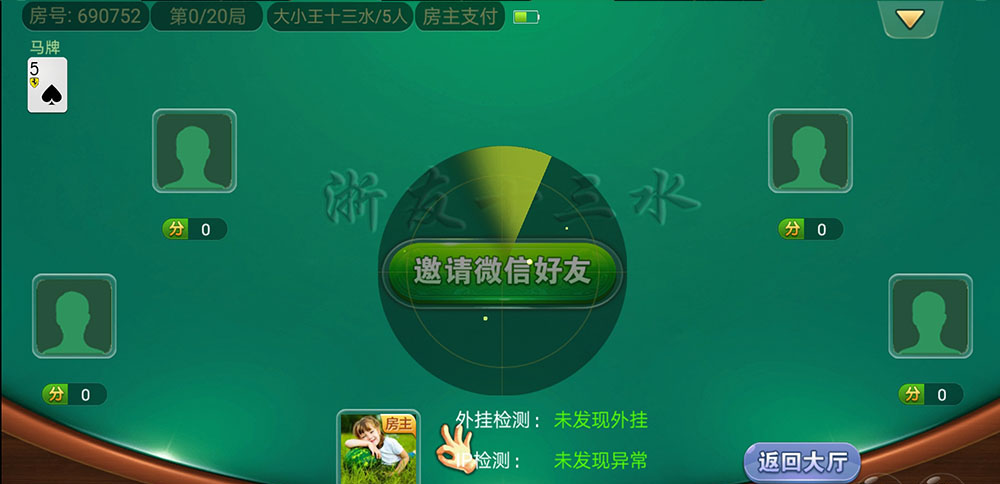 房号: 690752 第0/20局 大小王十三水/5人 房主支付
马牌
5
浙友十三水
分 0
分 0
邀请微信好友
分 0
分 0
房主
外挂检测： 未发现外挂
IP检测： 未发现异常
返回大厅